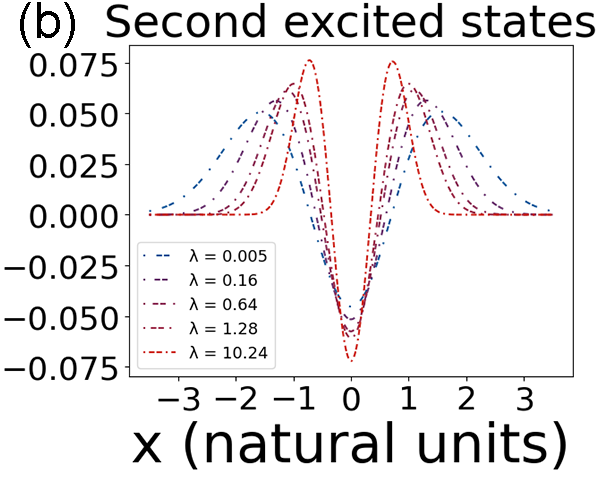 (b) Second excited states
0.075
0.050
0.025
0.000
−0.025
−0.050
−0.075
λ = 0.005
λ = 0.16
λ = 0.64
λ = 1.28
λ = 10.24
−3 −2 −1 0 1 2 3
x (natural units)